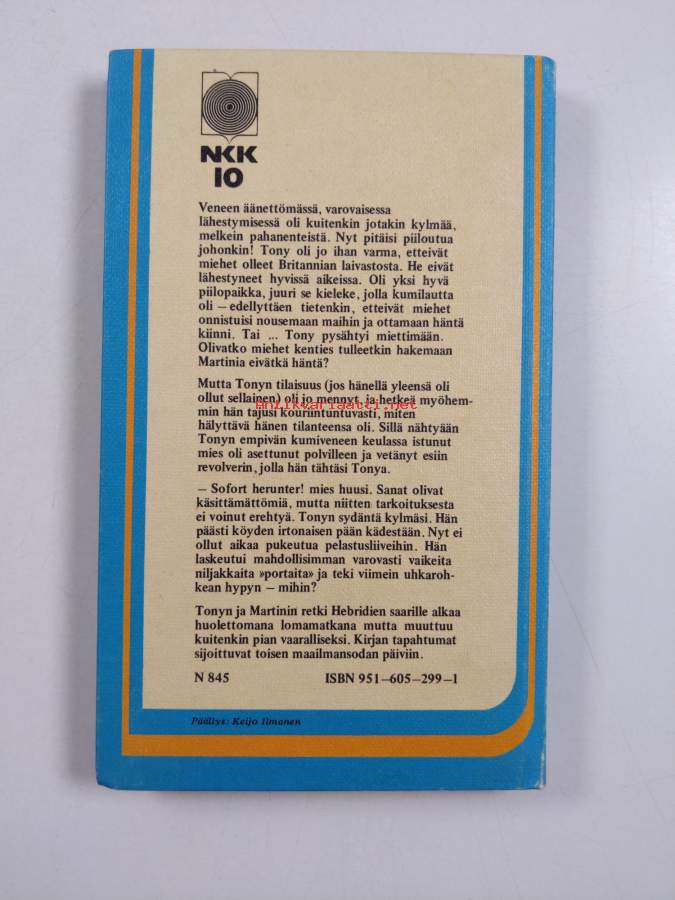 NKK
10
Veneen äänettömässä, varovaisessa
lähestymisessä oli kuitenkin jotakin kylmää,
melkein pahanenteistä. Nyt pitäisi piiloutua
johonkin! Tony oli jo ihan varma, etteivät
miehet olleet Britannian laivastosta. He eivät
lähestyneet hyvissä aikeissa. Oli yksi hyvä
piilopaikka, juuri se kieleke, jolla kumilautta
oli – edellyttäen tietenkin, etteivät miehet
onnistuisi nousemaan maihin ja ottamaan häntä
kiinni. Tai ... Tony pysähtyi miettimään.
Olivatko miehet kenties tulleetkin hakemaan
Martinia eivätkä häntä?
Mutta Tonyn tilaisuus (jos hänellä yleensä oli
ollut sellainen) oli jo mennyt, ja hetkeä myöhem-
antikvariaatti.net
min hän tajusi kouriintuntuvasti, miten
hälyttävä hänen tilanteensa oli. Sillä nähtyään
Tonyn empivän kumiveneen keulassa istunut
mies oli asettunut polvilleen ja vetänyt esiin
revolverin, jolla hän tähtäsi Tonya.
– Sofort herunter! mies huusi. Sanat olivat
käsittämättömiä, mutta niitten tarkoituksesta
ei voinut erehtyä. Tonyn sydäntä kylmäsi. Hän
päästi köyden irtonaisen pään kädestään. Nyt ei
ollut aikaa pukeutua pelastusliiveihin. Hän
laskeutui mahdollisimman varovasti vaikeita
niljakkaita »portaita» ja teki viimein uhkaroh-
kean hypyn – mihin?
Tonyn ja Martinin retki Hebridien saarille alkaa
huolettomana lomamatkana mutta muuttuu
kuitenkin pian vaaralliseksi. Kirjan tapahtumat
sijoittuvat toisen maailmansodan päiviin.
N 845 ISBN 951–605–299–1
Päällys: Keijo Ilmanen